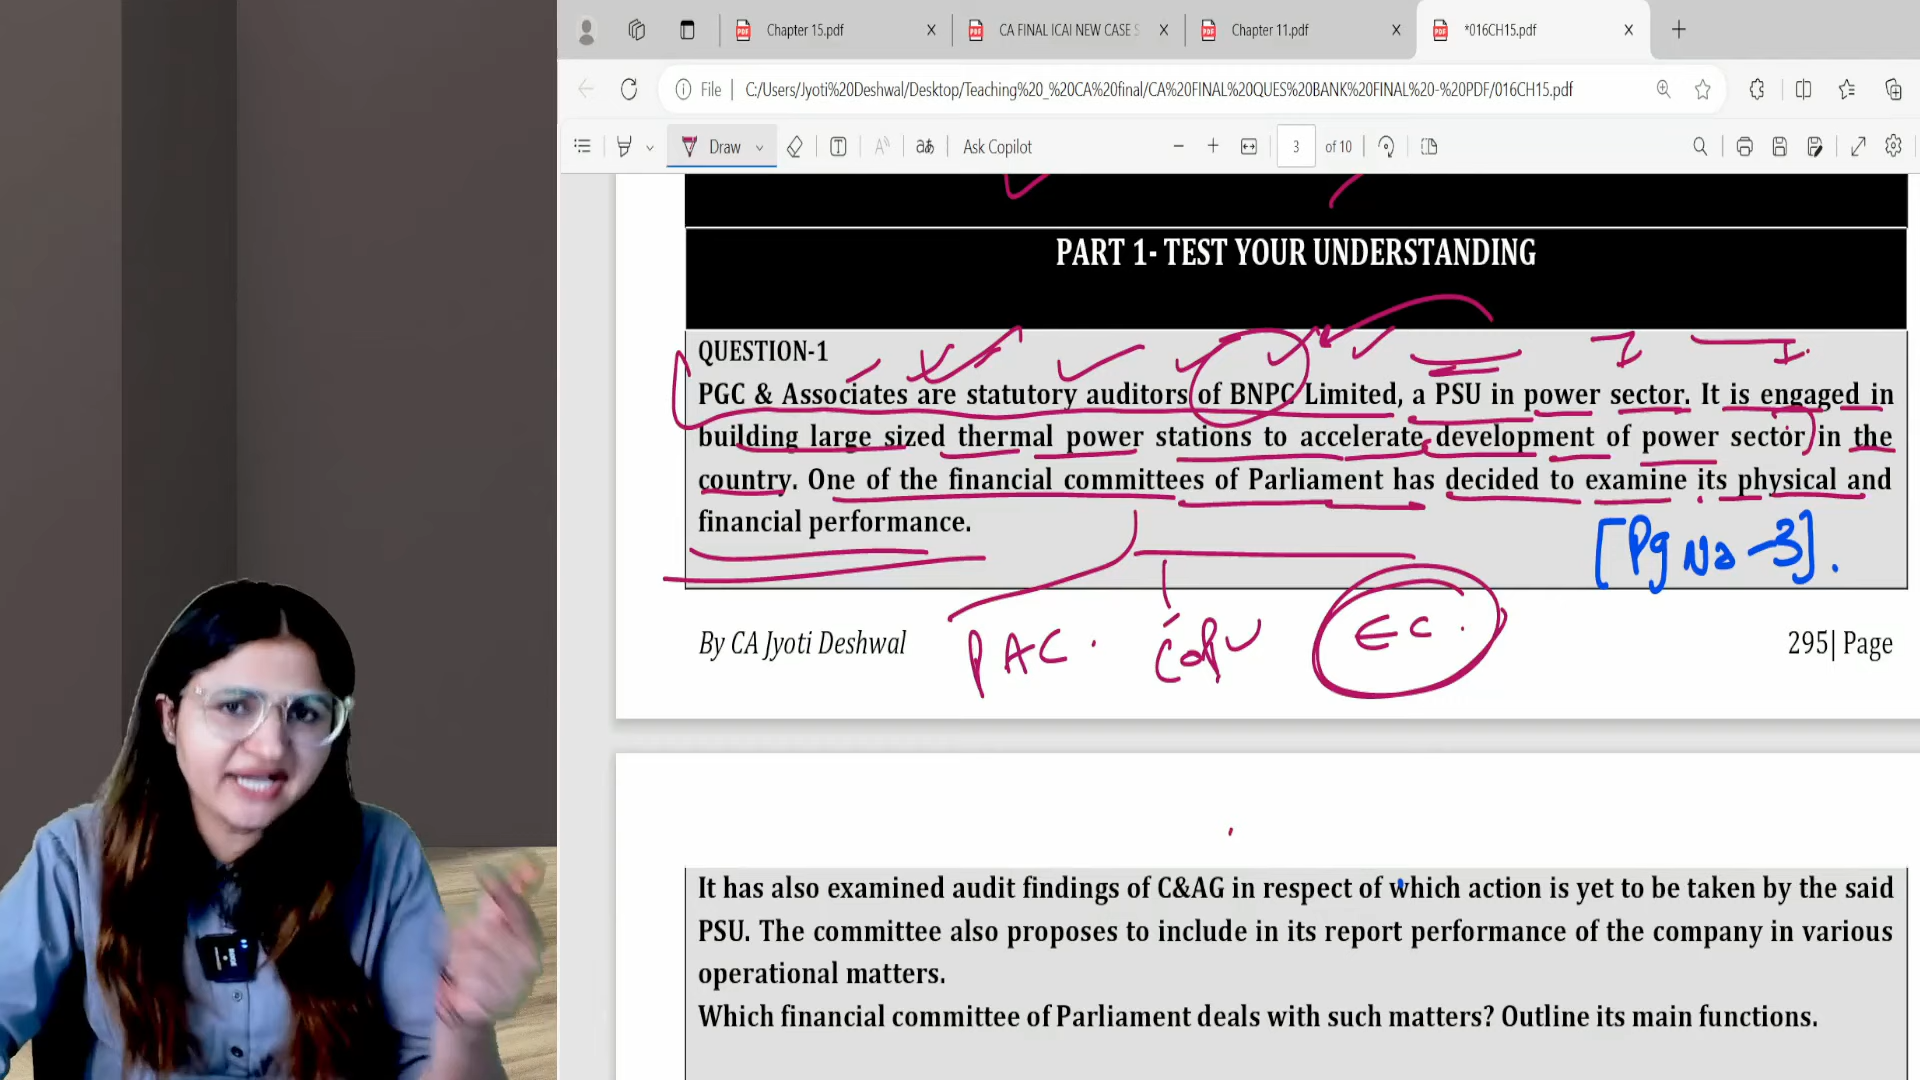 Chapter 15.pdf
CA FINAL ICAI NEW CASE S
Chapter 11.pdf
*016CH15.pdf
File
C:/Users/Jyoti%20Deshwal/Desktop/Teaching%20_%20CA%20final/CA%20FINAL%20QUES%20BANK%20FINAL%20-%20PDF/016CH15.pdf
Draw
Ask Copilot
3 of 10
PART 1- TEST YOUR UNDERSTANDING
QUESTION-1
PGC & Associates are statutory auditors of BNPC Limited, a PSU in power sector. It is engaged in
building large sized thermal power stations to accelerate development of power sector in the
country. One of the financial committees of Parliament has decided to examine its physical and
financial performance.
[Pg No -3].
PAC. COPU EC.
By CA Jyoti Deshwal
295| Page
It has also examined audit findings of C&AG in respect of which action is yet to be taken by the said
PSU. The committee also proposes to include in its report performance of the company in various
operational matters.
Which financial committee of Parliament deals with such matters? Outline its main functions.